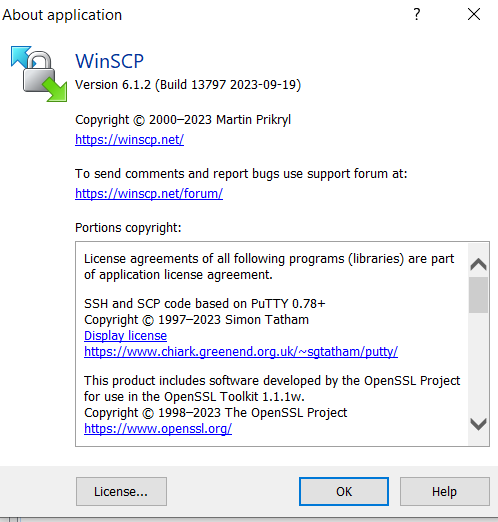 About application
?
WinSCP
Version 6.1.2 (Build 13797 2023-09-19)
Copyright © 2000–2023 Martin Prikryl
https://winscp.net/
To send comments and report bugs use support forum at:
https://winscp.net/forum/
Portions copyright:
License agreements of all following programs (libraries) are part
of application license agreement.
SSH and SCP code based on PuTTY 0.78+
Copyright © 1997–2023 Simon Tatham
Display license
https://www.chiark.greenend.org.uk/~sgtatham/putty/
This product includes software developed by the OpenSSL Project
for use in the OpenSSL Toolkit 1.1.1w.
Copyright © 1998–2023 The OpenSSL Project
https://www.openssl.org/
License...
OK
Help